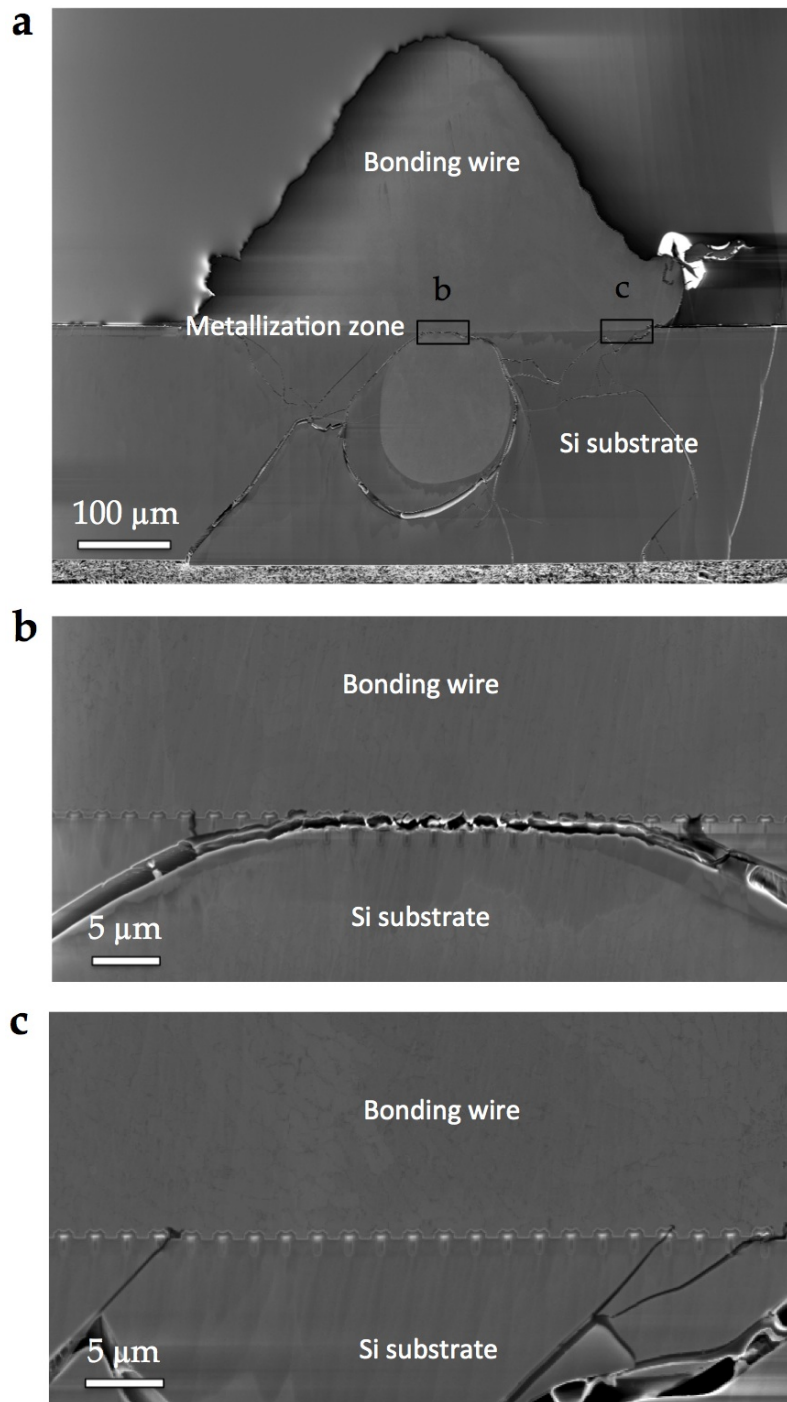 a
Bonding wire
b
c
Metallization zone
Si substrate
100 µm
b
Bonding wire
Si substrate
5 µm
c
Bonding wire
Si substrate
5 µm